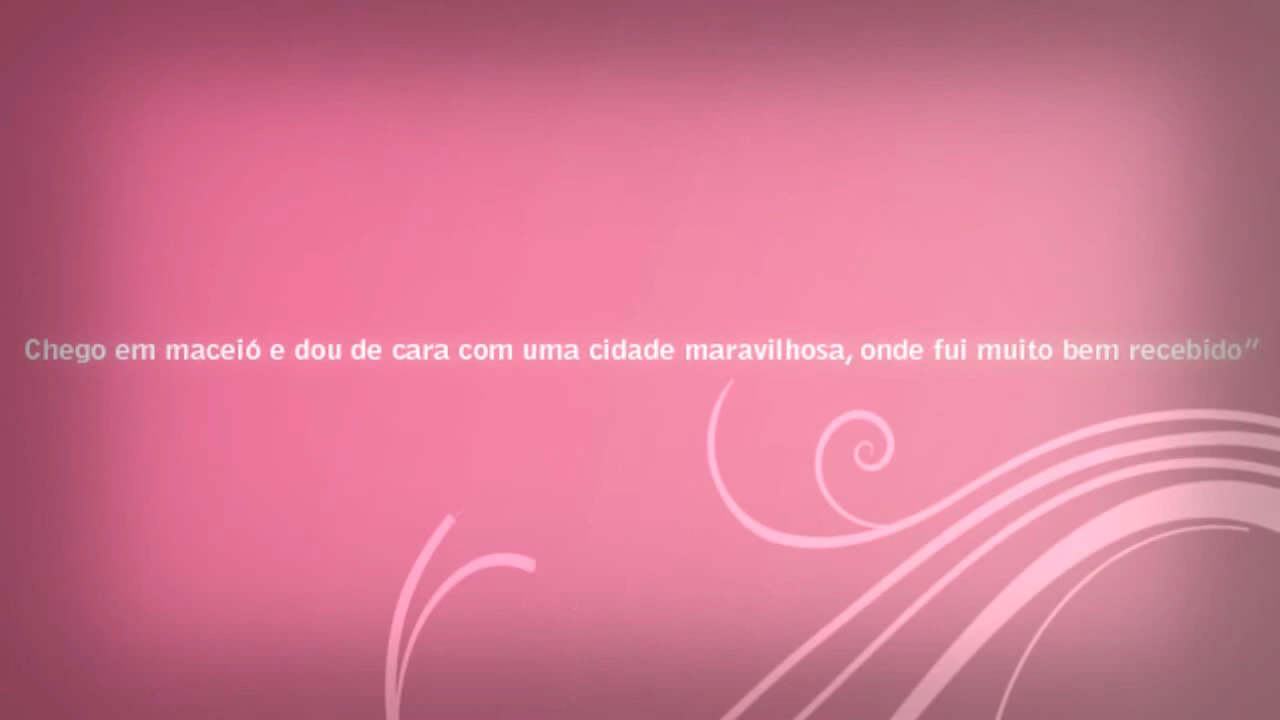 Chego em maceió e dou de cara com uma cidade maravilhosa, onde fui muito bem recebido”